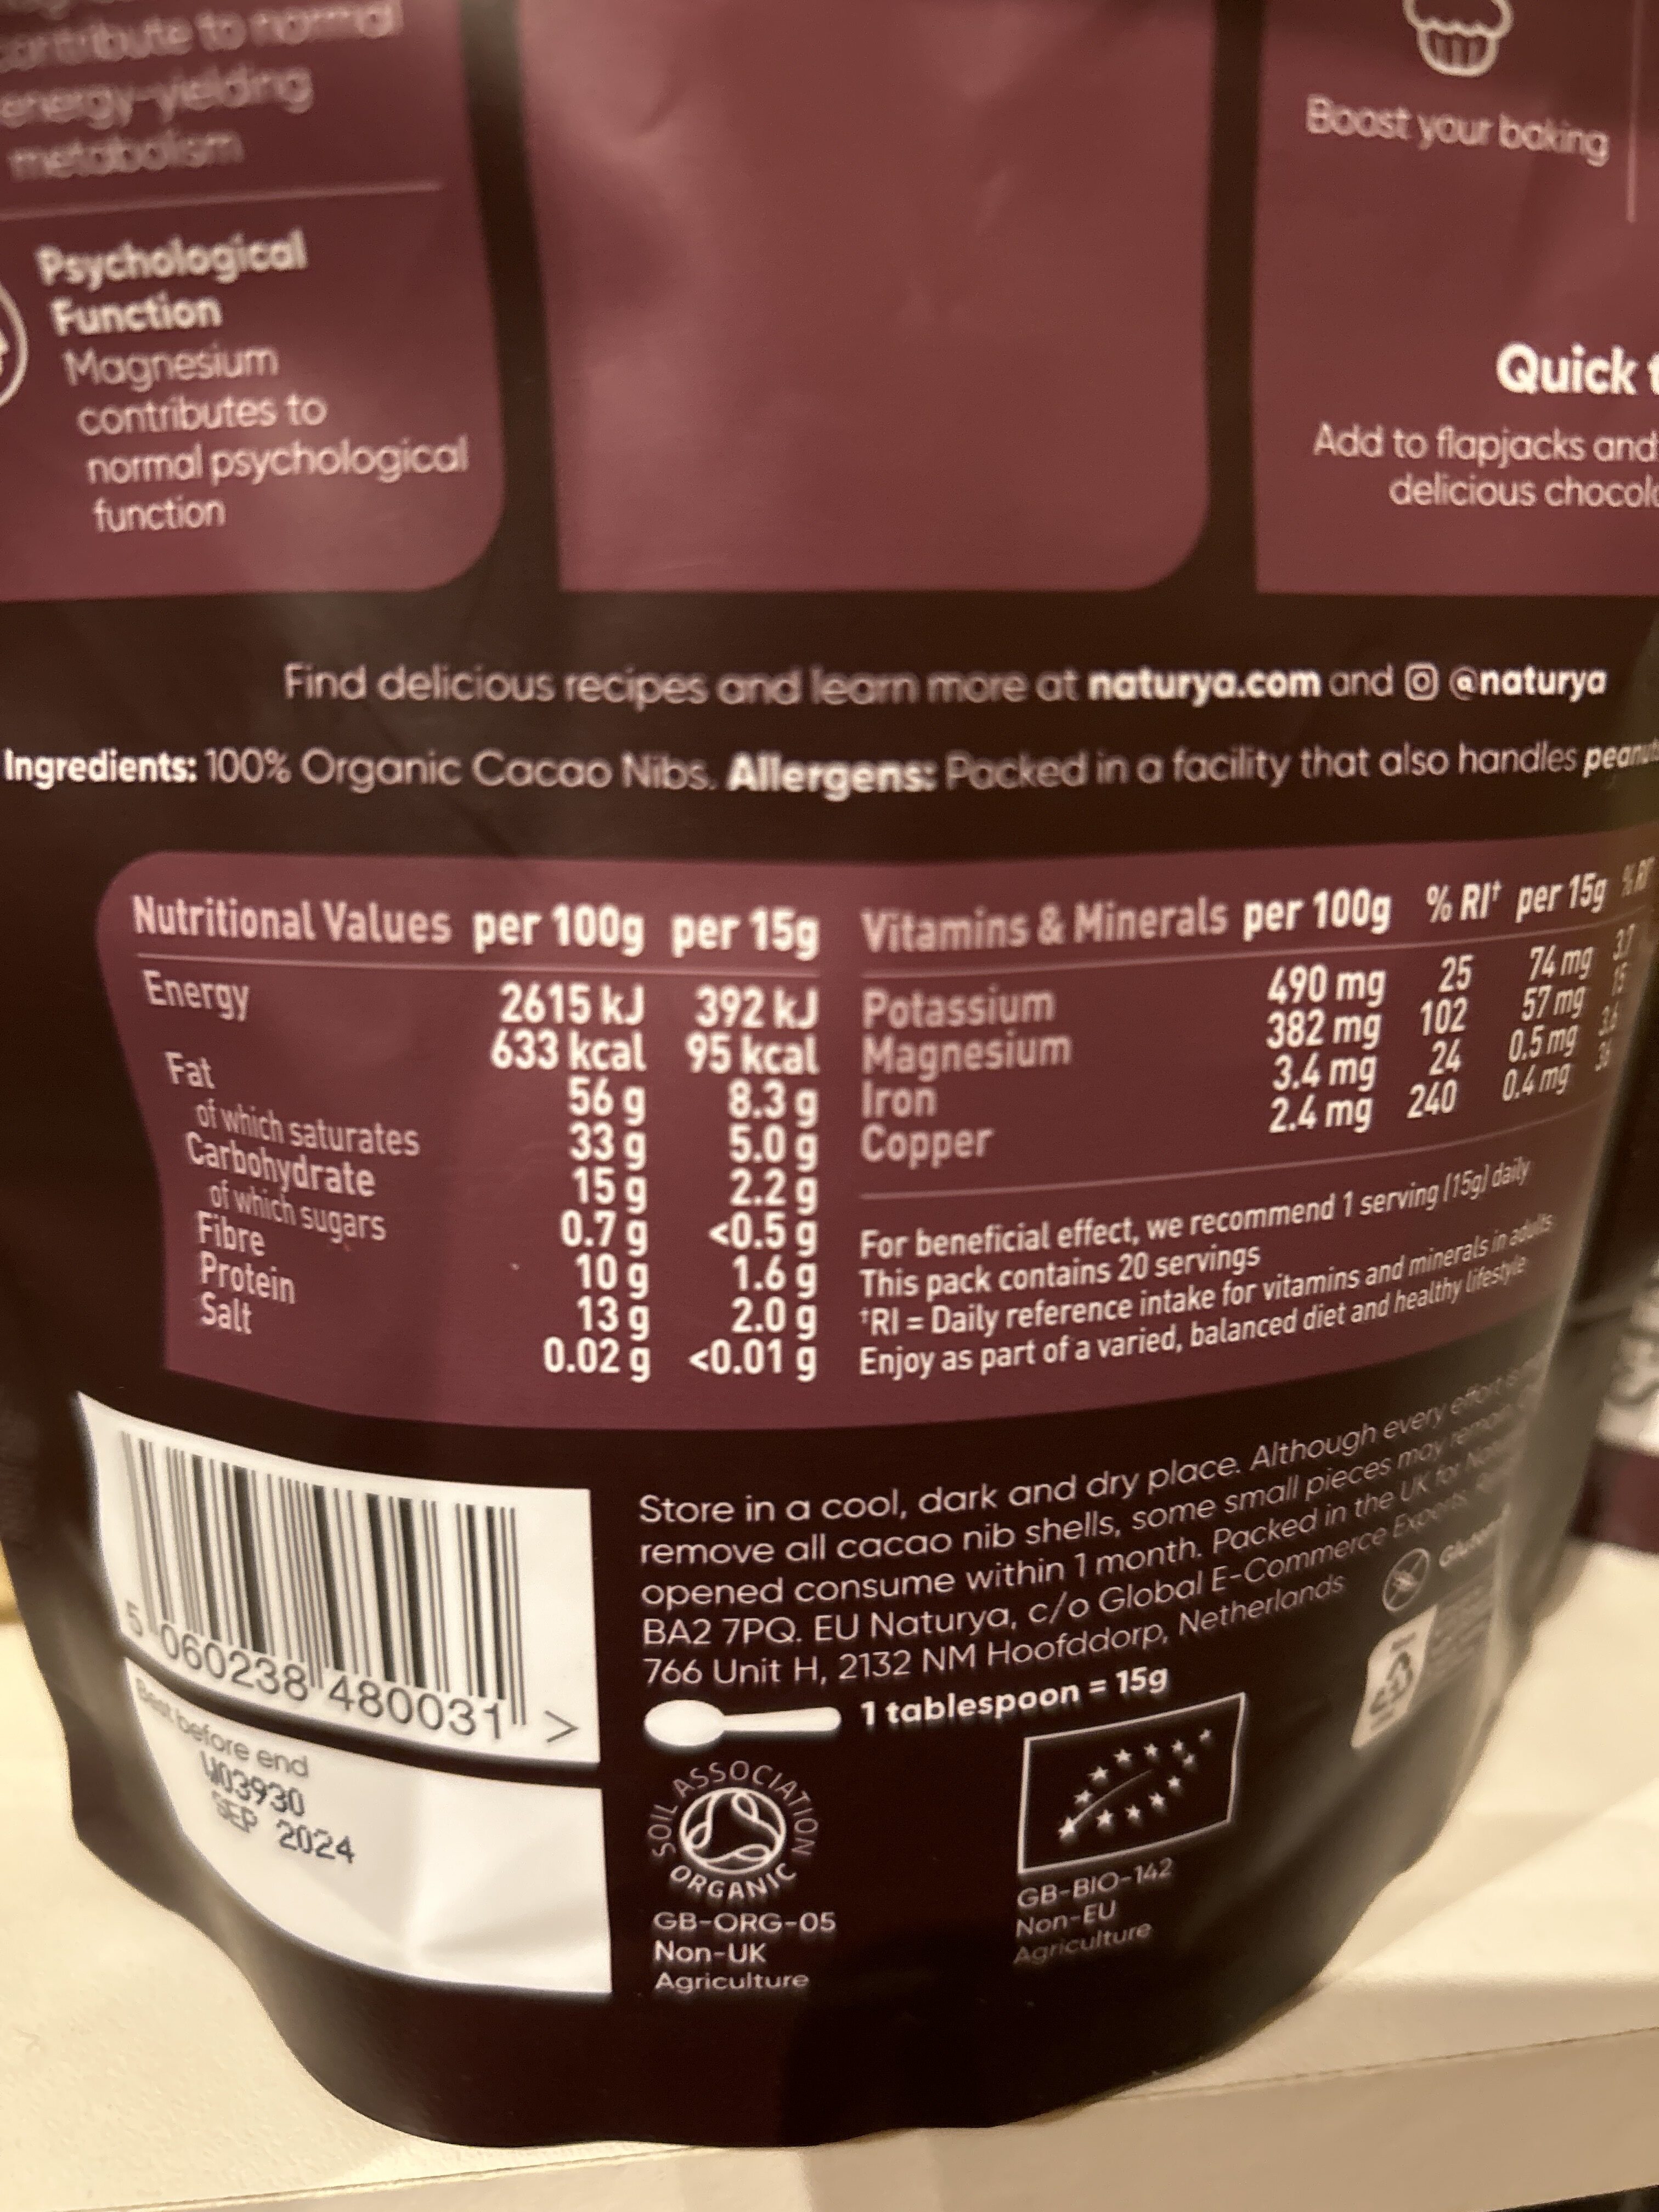 contribute to normal
energy-yielding
metabolism
Psychological
Function
Magnesium
contributes to
normal psychological
function
Boost your baking
Quick
Add to flapjacks and
delicious
Find delicious recipes and learn more at naturya.com and @naturya
Ingredients: 100% Organic Cacao Nibs. Allergens: Packed in a facility that also handles
Nutritional Values per 100g per 15g
Energy 2615 kJ 392 kJ
633 kcal 95 kcal
Fat 56 g 8.3 g
of which saturates 33 g 5.0 g
Carbohydrate 15 g 2.2 g
of which sugars 0.7 g <0.5 g
Fibre 10 g 1.6 g
Protein 13 g 2.0 g
Salt 0.02 g <0.01 g
Vitamins & Minerals per 100g % RI† per 15g % RI†
Potassium 490 mg 25 74 mg 3.7
Magnesium 382 mg 102 57 mg 15
Iron 3.4 mg 24 0.5 mg 3.6
Copper 2.4 mg 240 0.4 mg
For beneficial effect, we recommend 1 serving (15g) daily
This pack contains 20 servings
†RI = Daily reference intake for vitamins and minerals in adults
Enjoy as part of a varied, balanced diet and healthy lifestyle
Store in a cool, dark and dry place. Although every effort
remove all cacao nib shells, some small pieces may remain
opened consume within 1 month. Packed in the UK for
BA2 7PQ. EU Naturya, c/o Global E-Commerce Experts
766 Unit H, 2132 NM Hoofddorp, Netherlands
1 tablespoon = 15g
5 060238 480031 >
Best before end
W03930
SEP 2024
SOIL ASSOCIATION
ORGANIC
GB-ORG-05
Non-UK
Agriculture
GB-BIO-142
Non-EU
Agriculture